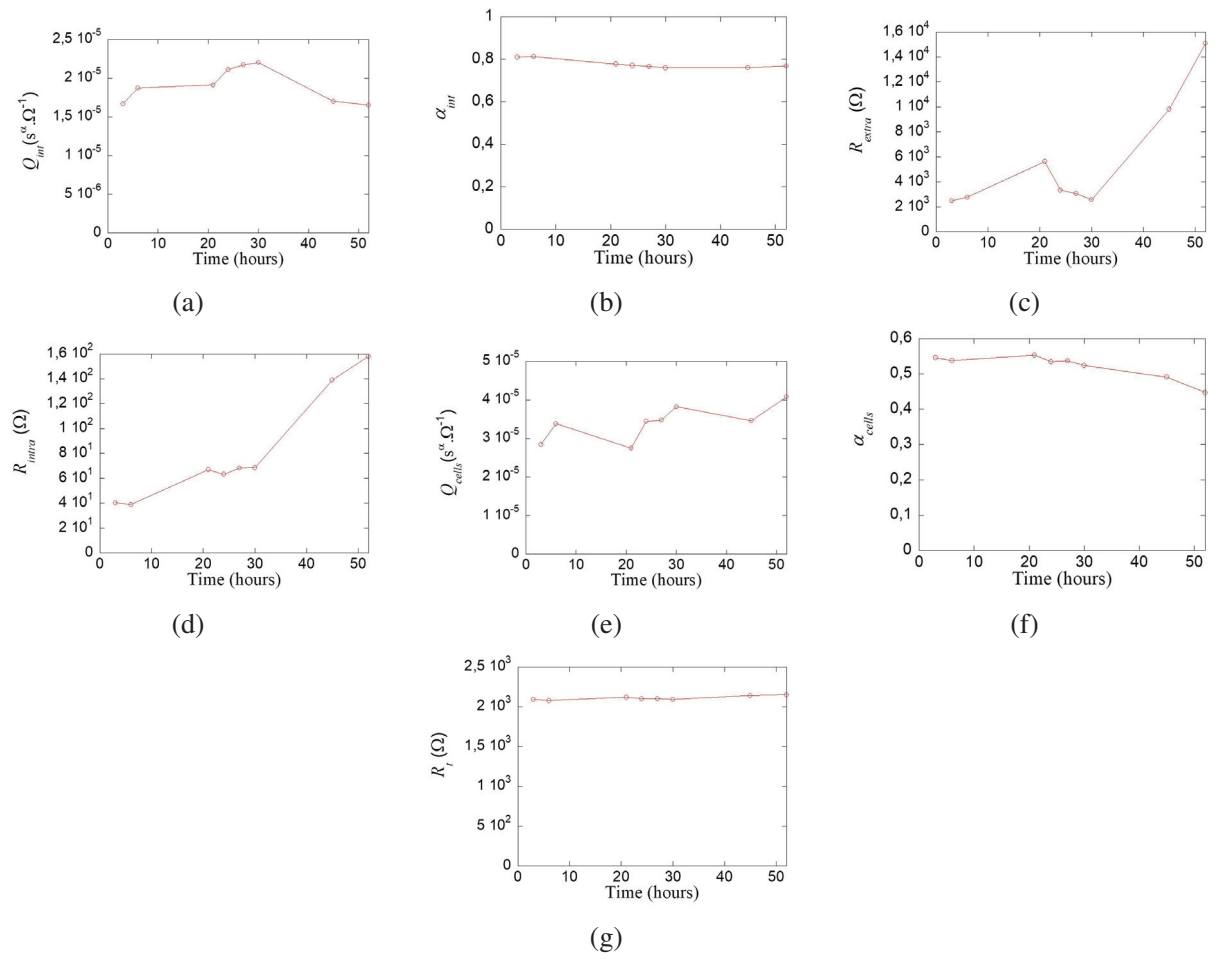 2,5 10⁻⁵
2 10⁻⁵
1,5 10⁻⁵
1 10⁻⁵
5 10⁻⁶
0
Q_int (s^α.Ω⁻¹)
0 10 20 30 40 50
Time (hours)
(a)
1
0,8
0,6
0,4
0,2
0
α_int
0 10 20 30 40 50
Time (hours)
(b)
1,6 10⁴
1,4 10⁴
1,2 10⁴
1 10⁴
8 10³
6 10³
4 10³
2 10³
0
R_extra (Ω)
0 10 20 30 40 50
Time (hours)
(c)
1,6 10²
1,4 10²
1,2 10²
1 10²
8 10¹
6 10¹
4 10¹
2 10¹
0
R_intra (Ω)
0 10 20 30 40 50
Time (hours)
(d)
5 10⁻⁵
4 10⁻⁵
3 10⁻⁵
2 10⁻⁵
1 10⁻⁵
0
Q_cells (s^α.Ω⁻¹)
0 10 20 30 40 50
Time (hours)
(e)
0,6
0,5
0,4
0,3
0,2
0,1
0
α_cells
0 10 20 30 40 50
Time (hours)
(f)
2,5 10³
2 10³
1,5 10³
1 10³
5 10²
0
R_t (Ω)
0 10 20 30 40 50
Time (hours)
(g)